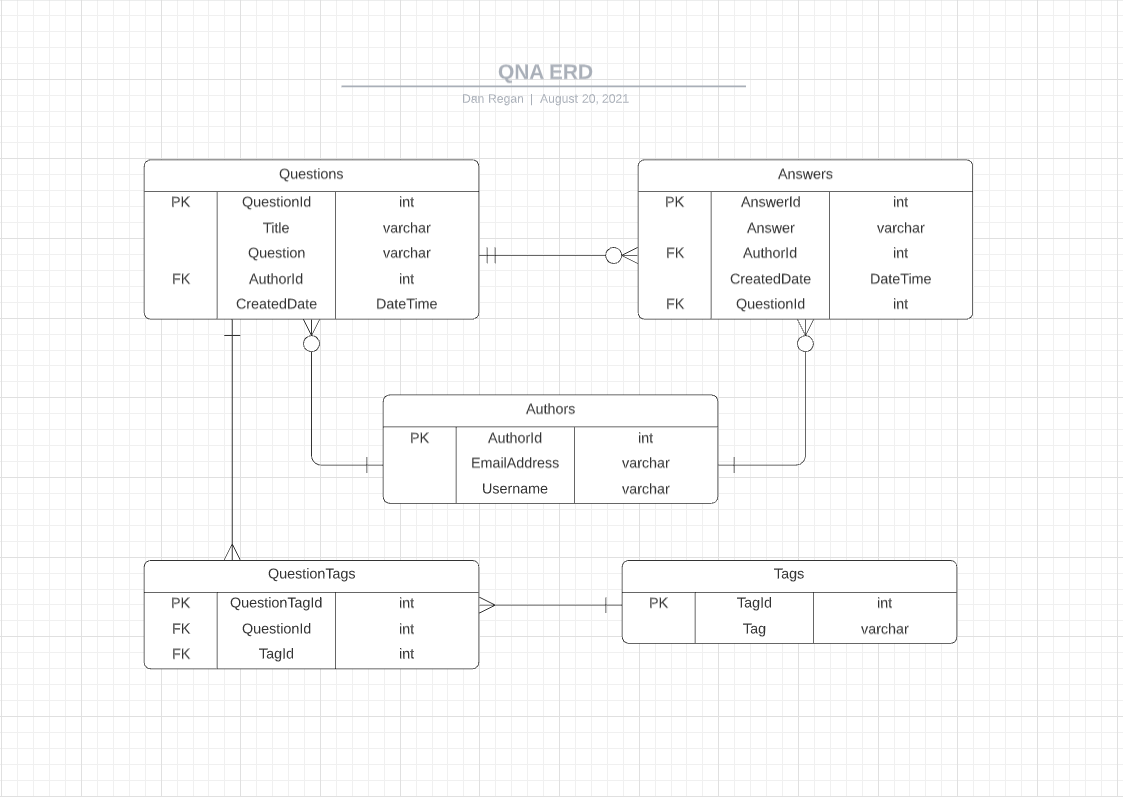 QNA ERD
Dan Regan | August 20, 2021
Questions
PK QuestionId int
Title varchar
Question varchar
FK AuthorId int
CreatedDate DateTime
Answers
PK AnswerId int
Answer varchar
FK AuthorId int
CreatedDate DateTime
FK QuestionId int
Authors
PK AuthorId int
EmailAddress varchar
Username varchar
QuestionTags
PK QuestionTagId int
FK QuestionId int
FK TagId int
Tags
PK TagId int
Tag varchar